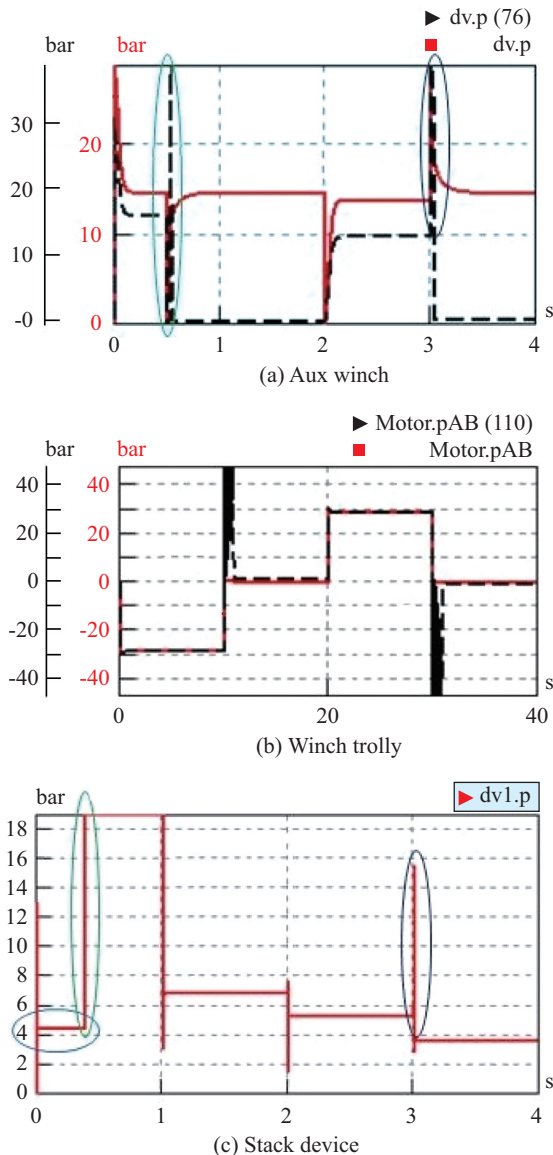 ▶ dv.p (76)
bar bar ■ dv.p
30
20
20
10
10
-0 0
0 1 2 3 4 s
(a) Aux winch
▶ Motor.pAB (110)
bar bar ■ Motor.pAB
40 40
20 20
0 0
-20 -20
-40 -40
0 20 40 s
(b) Winch trolly
bar ▶ dv1.p
18
16
14
12
10
8
6
4
2
0
0 1 2 3 4 s
(c) Stack device